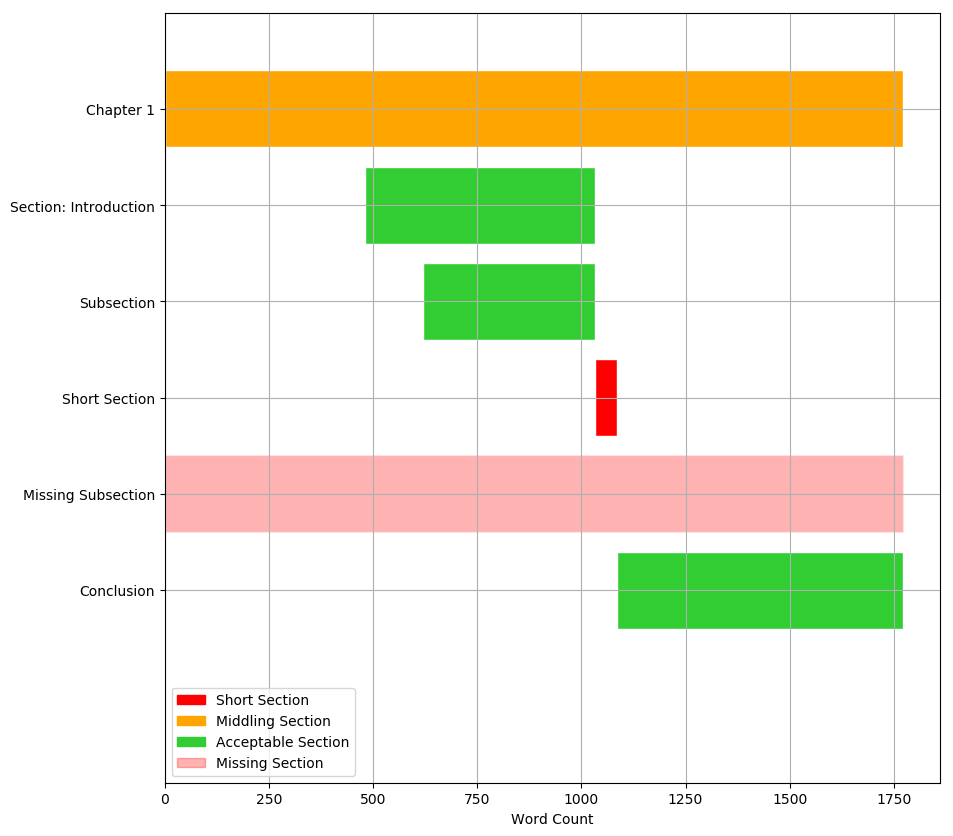 Chapter 1
Section: Introduction
Subsection
Short Section
Missing Subsection
Conclusion
Short Section
Middling Section
Acceptable Section
Missing Section
0 250 500 750 1000 1250 1500 1750
Word Count